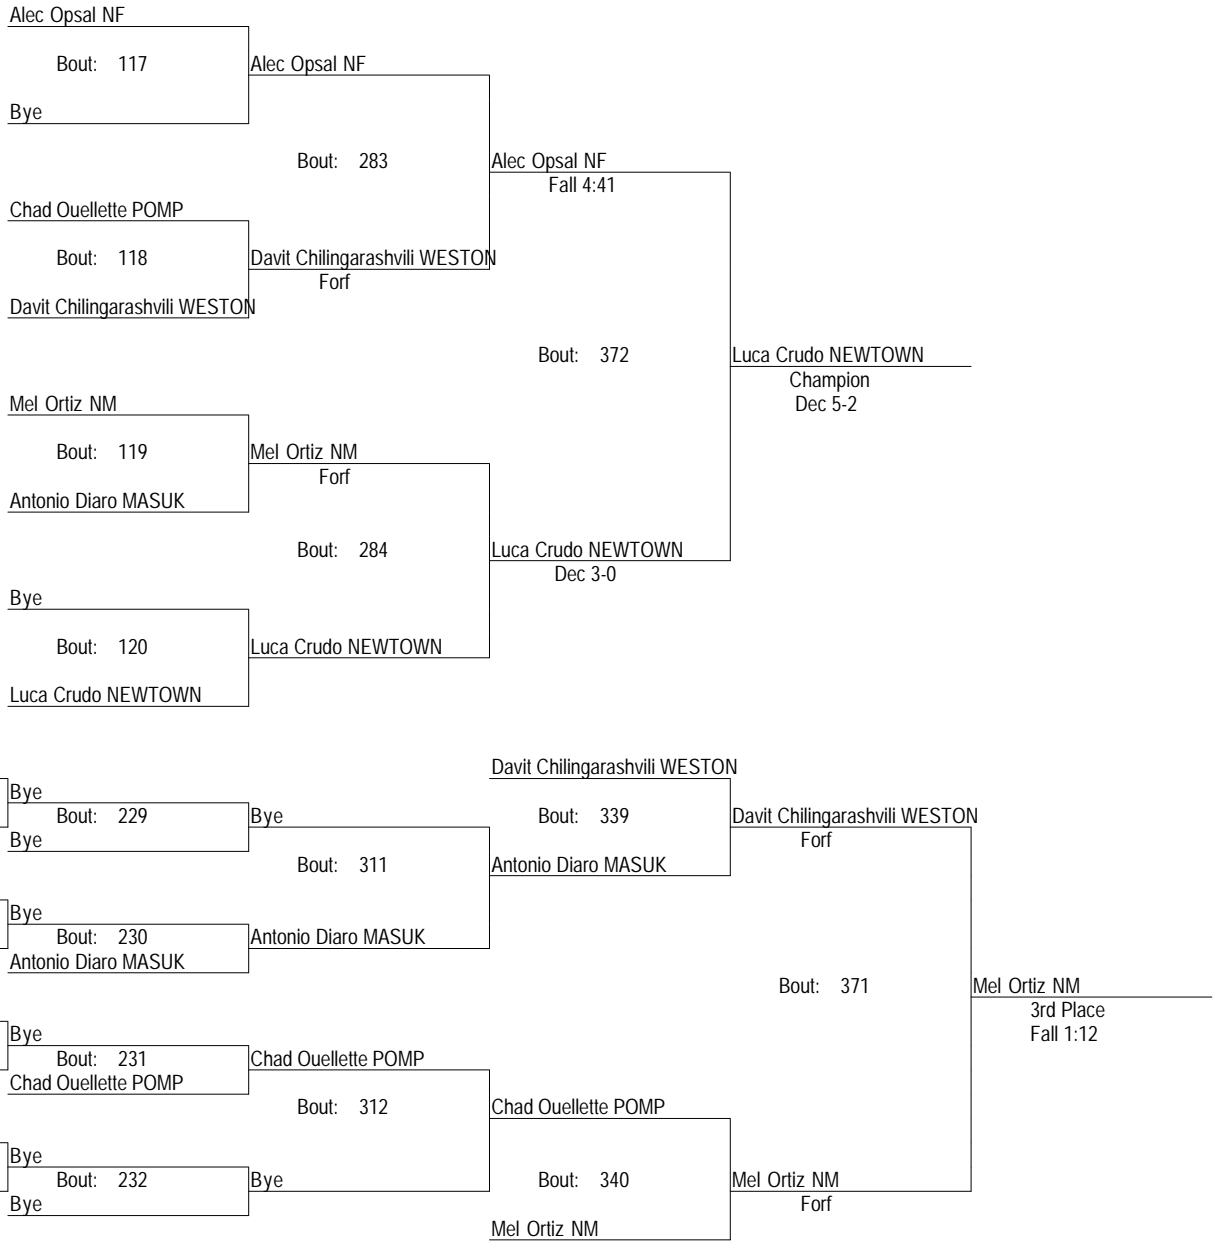 Alec Opsal NF
Bout: 117
Alec Opsal NF
Bye
Bout: 283
Alec Opsal NF
Fall 4:41
Chad Ouellette POMP
Bout: 118
Davit Chilingarashvili WESTON
Forf
Davit Chilingarashvili WESTON
Bout: 372
Luca Crudo NEWTOWN
Champion
Dec 5-2
Mel Ortiz NM
Bout: 119
Mel Ortiz NM
Forf
Antonio Diaro MASUK
Bout: 284
Luca Crudo NEWTOWN
Dec 3-0
Bye
Bout: 120
Luca Crudo NEWTOWN
Luca Crudo NEWTOWN
Davit Chilingarashvili WESTON
Bye
Bout: 229
Bye
Bout: 339
Davit Chilingarashvili WESTON
Forf
Bye
Bout: 311
Antonio Diaro MASUK
Bye
Bout: 230
Antonio Diaro MASUK
Antonio Diaro MASUK
Bout: 371
Mel Ortiz NM
3rd Place
Fall 1:12
Bye
Bout: 231
Chad Ouellette POMP
Chad Ouellette POMP
Bout: 312
Chad Ouellette POMP
Bye
Bout: 232
Bye
Bout: 340
Mel Ortiz NM
Forf
Bye
Mel Ortiz NM